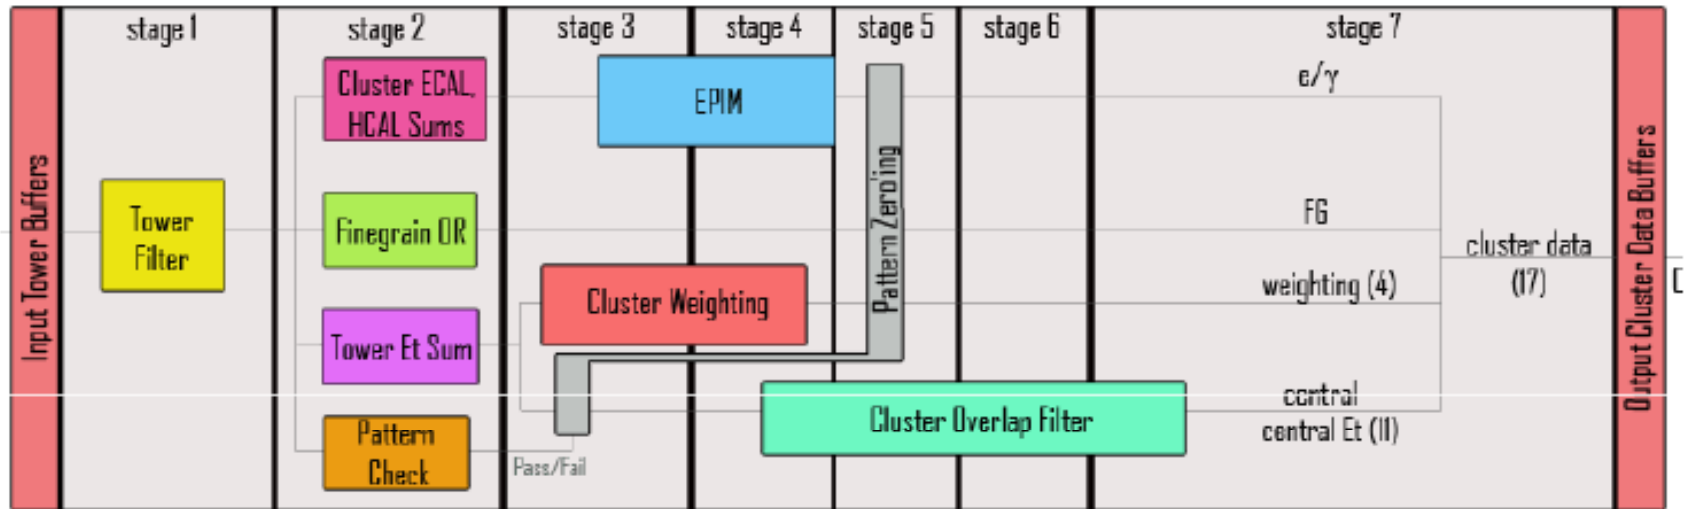 stage 1
stage 2
stage 3
stage 4
stage 5
stage 6
stage 7
Input Tower Buffers
Tower
Filter
Cluster ECAL,
HCAL Sums
Finegrain OR
Tower Et Sum
Pattern
Check
Pass/Fail
EPIM
Cluster Weighting
Pattern Zero'ing
Cluster Overlap Filter
e/γ
FG
weighting (4)
central
central Et (11)
cluster data
(17)
Output Cluster Data Buffers